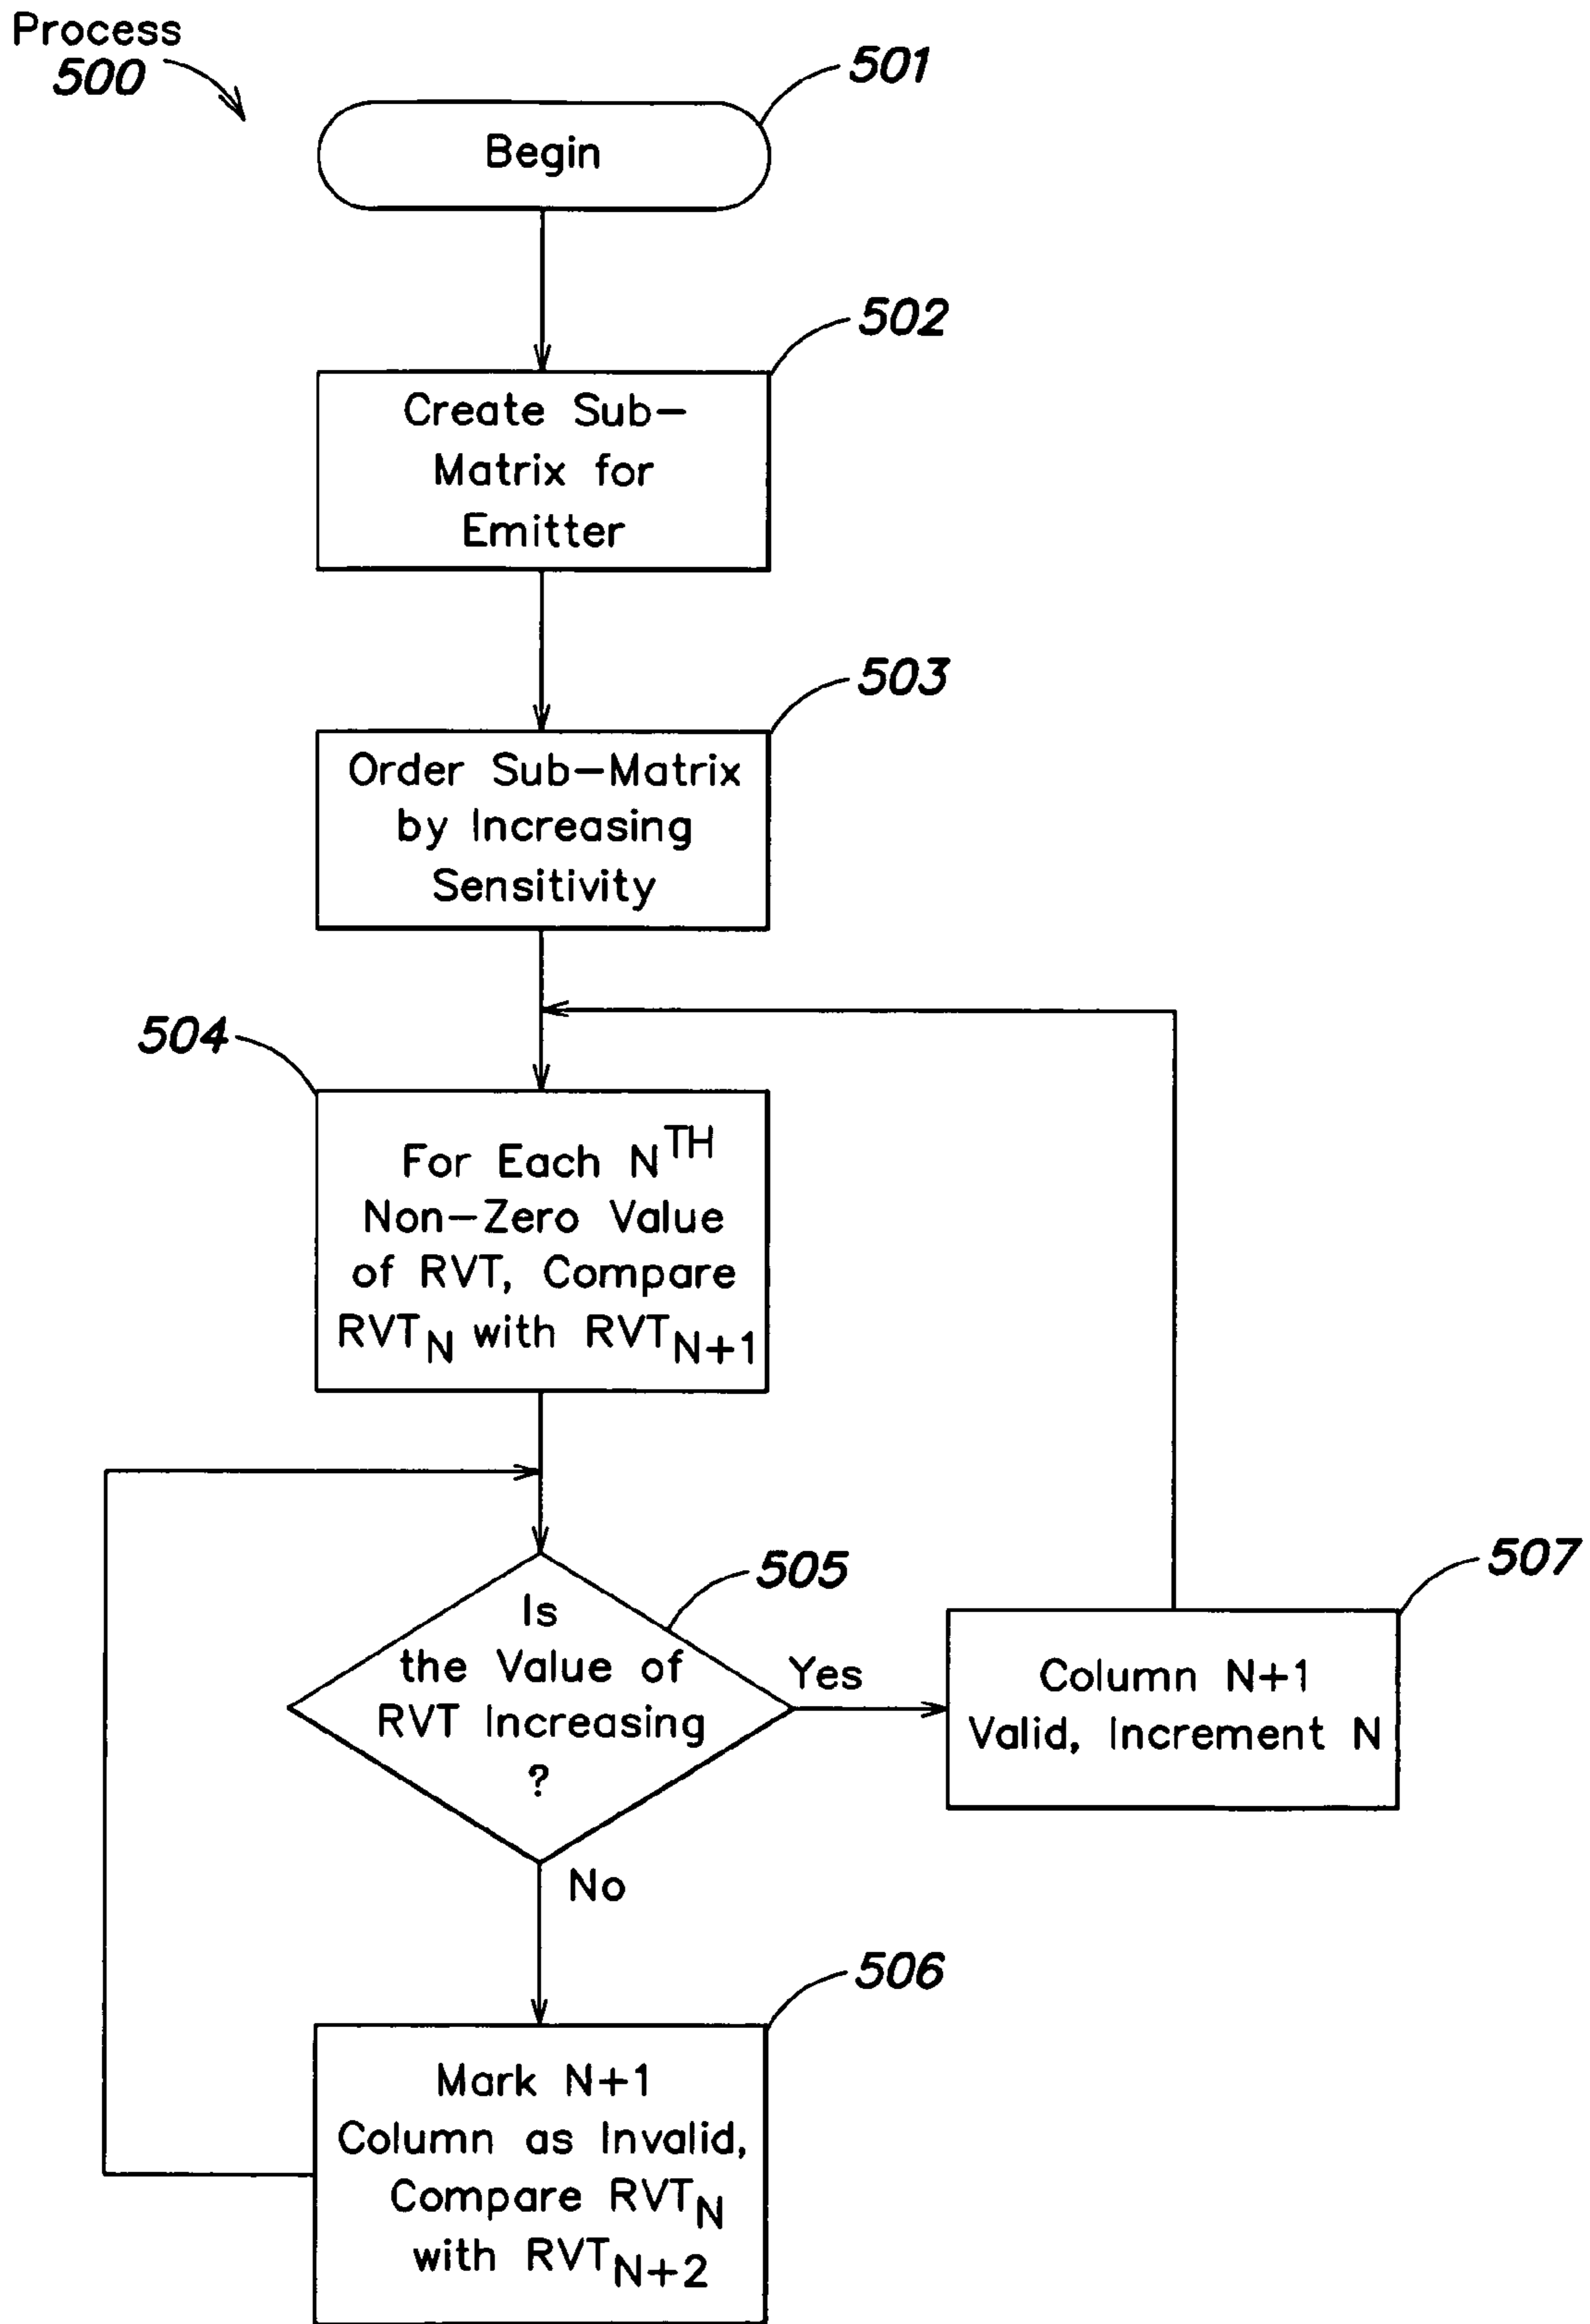 Process
500
501
Begin
502
Create Sub-
Matrix for
Emitter
503
Order Sub-Matrix
by Increasing
Sensitivity
504
For Each N^TH
Non-Zero Value
of RVT, Compare
RVT_N with RVT_N+1
505
Is
the Value of
RVT Increasing
?
Yes
507
Column N+1
Valid, Increment N
No
506
Mark N+1
Column as Invalid,
Compare RVT_N
with RVT_N+2